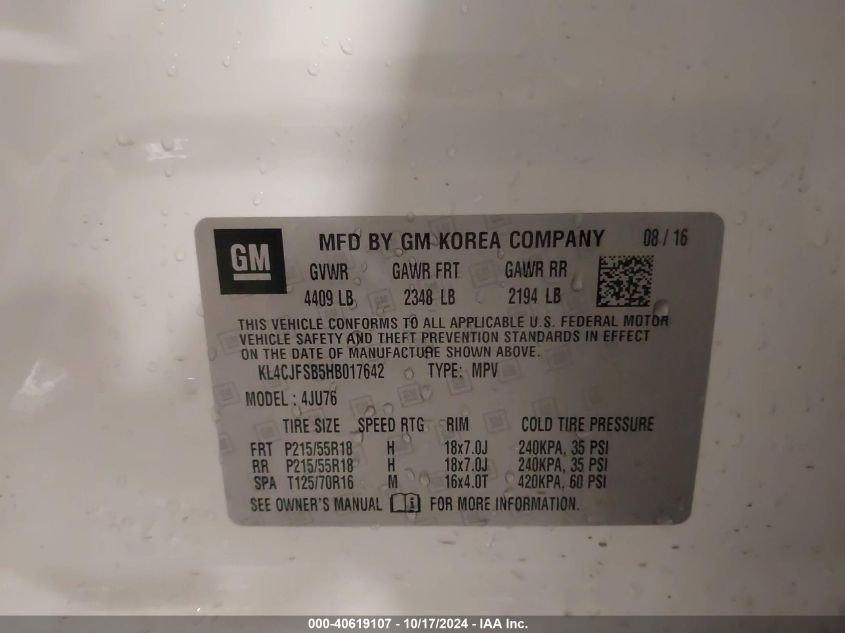 GM MFD BY GM KOREA COMPANY 08 / 16
GVWR GAWR FRT GAWR RR
4409 LB 2348 LB 2194 LB
THIS VEHICLE CONFORMS TO ALL APPLICABLE U.S. FEDERAL MOTOR
VEHICLE SAFETY AND THEFT PREVENTION STANDARDS IN EFFECT
ON THE DATE OF MANUFACTURE SHOWN ABOVE.
KL4CJFSB5HB017642 TYPE: MPV
MODEL : 4JU76
TIRE SIZE SPEED RTG RIM COLD TIRE PRESSURE
FRT P215/55R18 H 18x7.0J 240KPA, 35 PSI
RR P215/55R18 H 18x7.0J 240KPA, 35 PSI
SPA T125/70R16 M 16x4.0T 420KPA, 60 PSI
SEE OWNER'S MANUAL FOR MORE INFORMATION.
000-40619107 - 10/17/2024 - IAA Inc.